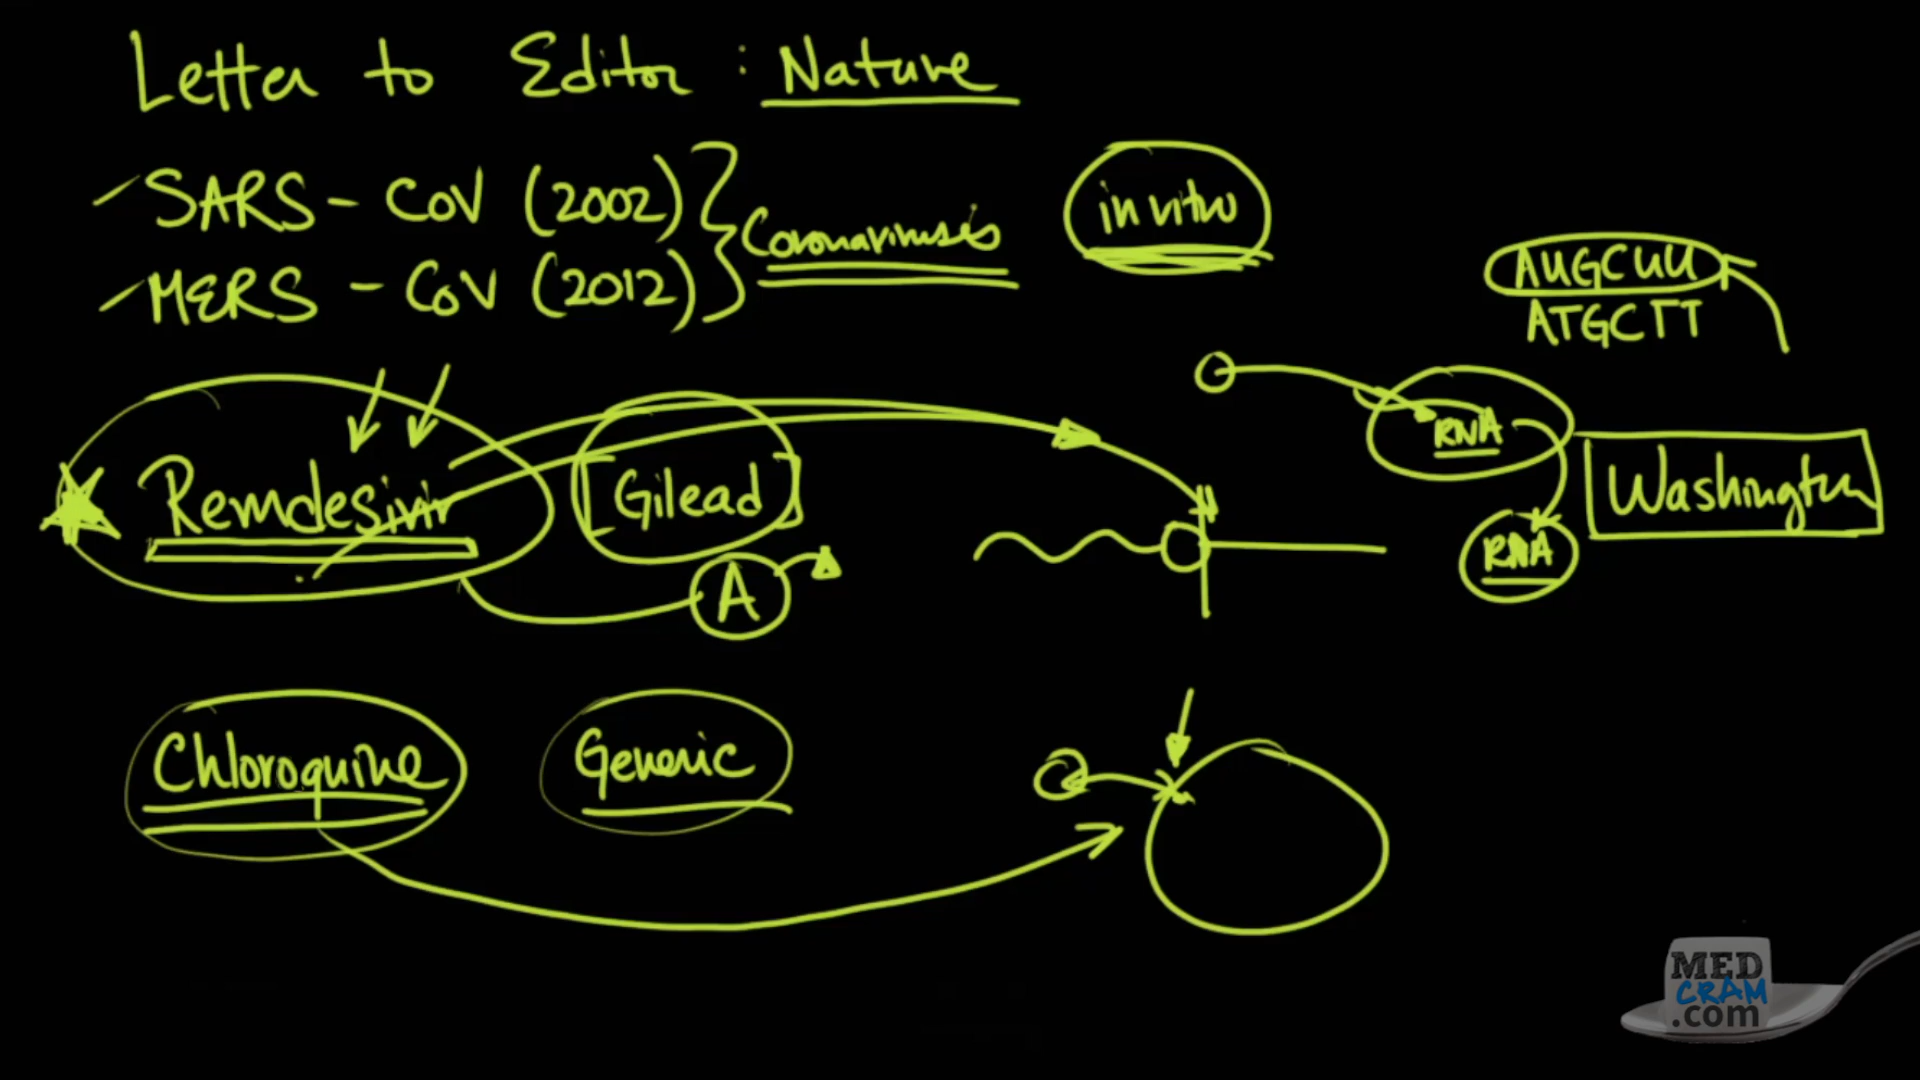 Letter to Editor : Nature
SARS - CoV (2002)
Coronaviruses
in vitro
MERS - CoV (2012)
AUGCUU
ATGCTT
RNA
Remdesivir
Gilead
Washington
RNA
A
Chloroquine
Generic
MED
CRAM
.com